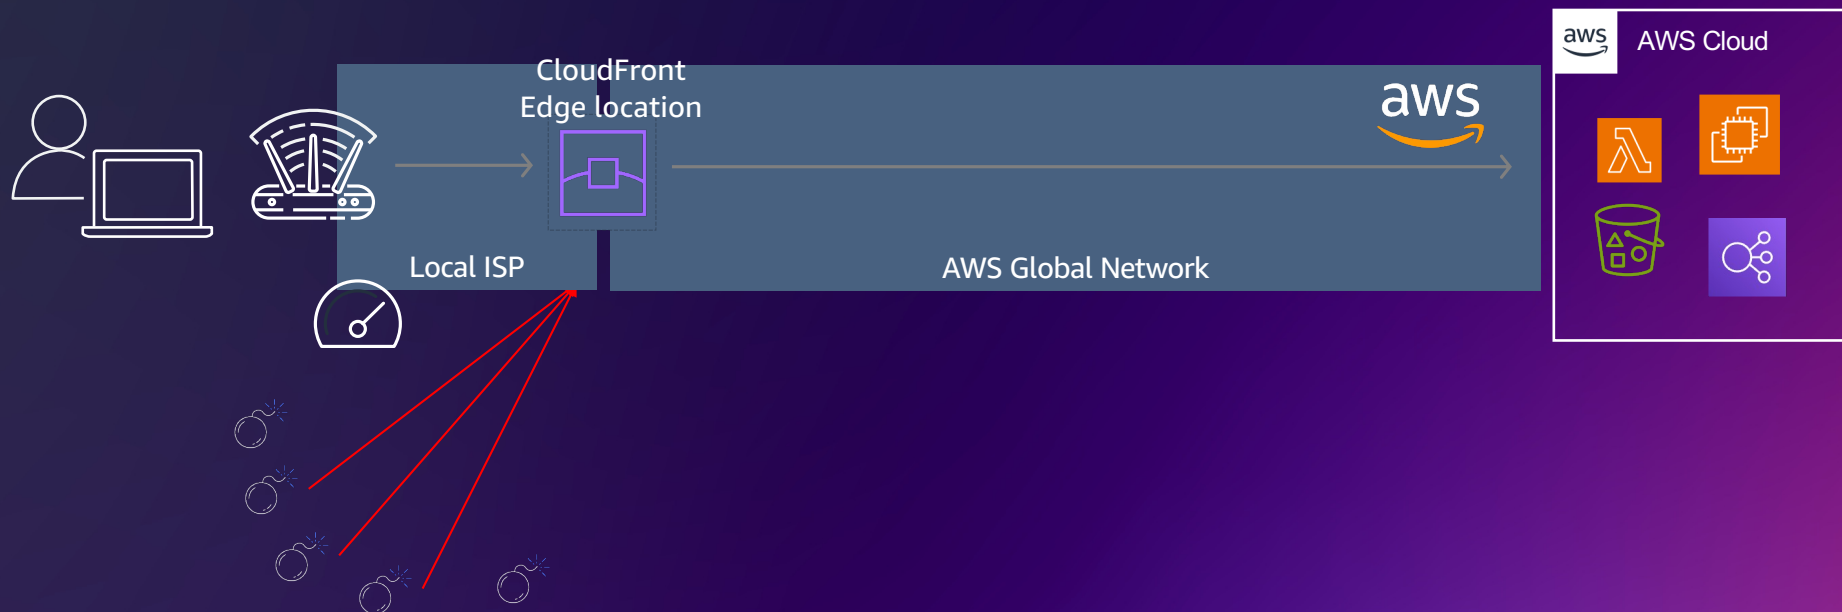 CloudFront
Edge location
Local ISP
AWS Global Network
aws
aws
AWS Cloud